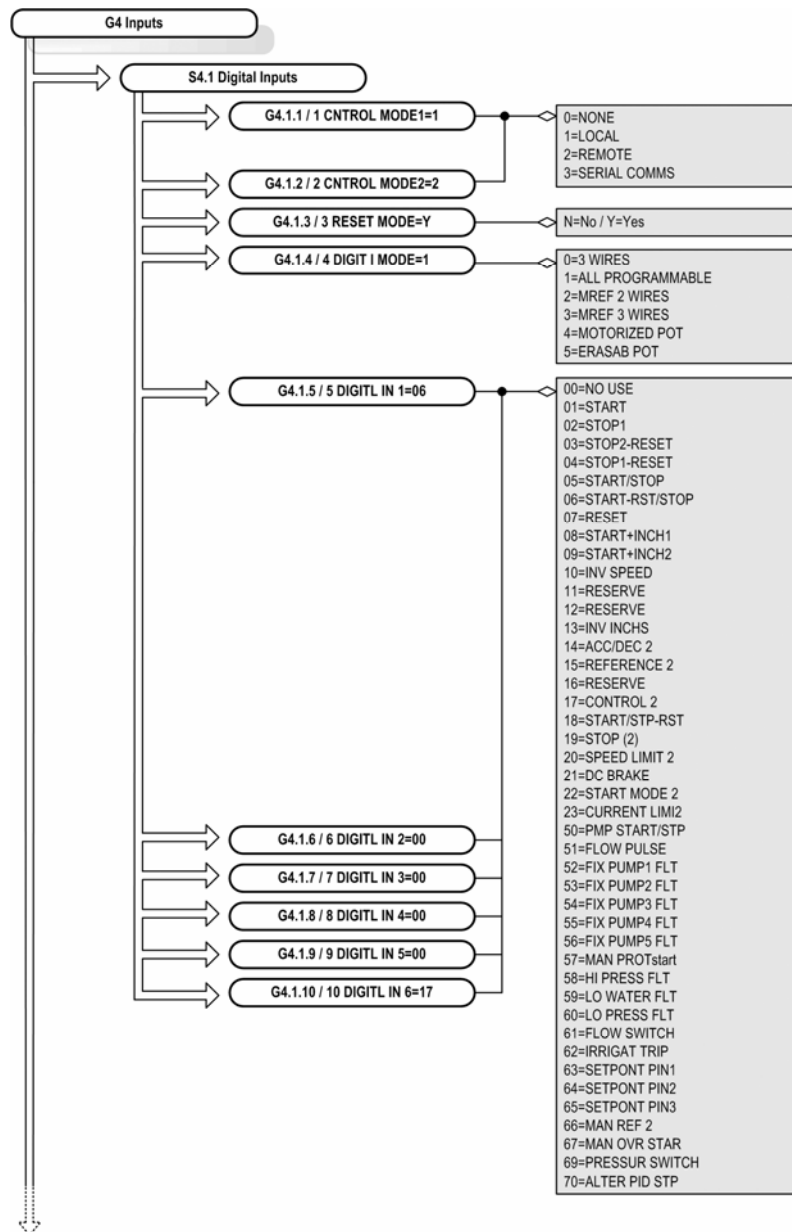 G4 Inputs
S4.1 Digital Inputs
G4.1.1 / 1 CNTROL MODE1=1
0=NONE
1=LOCAL
2=REMOTE
3=SERIAL COMMS
G4.1.2 / 2 CNTROL MODE2=2
G4.1.3 / 3 RESET MODE=Y
N=No / Y=Yes
G4.1.4 / 4 DIGIT I MODE=1
0=3 WIRES
1=ALL PROGRAMMABLE
2=MREF 2 WIRES
3=MREF 3 WIRES
4=MOTORIZED POT
5=ERASAB POT
G4.1.5 / 5 DIGITL IN 1=06
00=NO USE
01=START
02=STOP1
03=STOP2-RESET
04=STOP1-RESET
05=START/STOP
06=START-RST/STOP
07=RESET
08=START+INCH1
09=START+INCH2
10=INV SPEED
11=RESERVE
12=RESERVE
13=INV INCHS
14=ACC/DEC 2
15=REFERENCE 2
16=RESERVE
17=CONTROL 2
18=START/STP-RST
19=STOP (2)
20=SPEED LIMIT 2
21=DC BRAKE
22=START MODE 2
23=CURRENT LIMI2
50=PMP START/STP
51=FLOW PULSE
52=FIX PUMP1 FLT
53=FIX PUMP2 FLT
54=FIX PUMP3 FLT
55=FIX PUMP4 FLT
56=FIX PUMP5 FLT
57=MAN PROTstart
58=HI PRESS FLT
59=LO WATER FLT
60=LO PRESS FLT
61=FLOW SWITCH
62=IRRIGAT TRIP
63=SETPONT PIN1
64=SETPONT PIN2
65=SETPONT PIN3
66=MAN REF 2
67=MAN OVR STAR
69=PRESSUR SWITCH
70=ALTER PID STP
G4.1.6 / 6 DIGITL IN 2=00
G4.1.7 / 7 DIGITL IN 3=00
G4.1.8 / 8 DIGITL IN 4=00
G4.1.9 / 9 DIGITL IN 5=00
G4.1.10 / 10 DIGITL IN 6=17